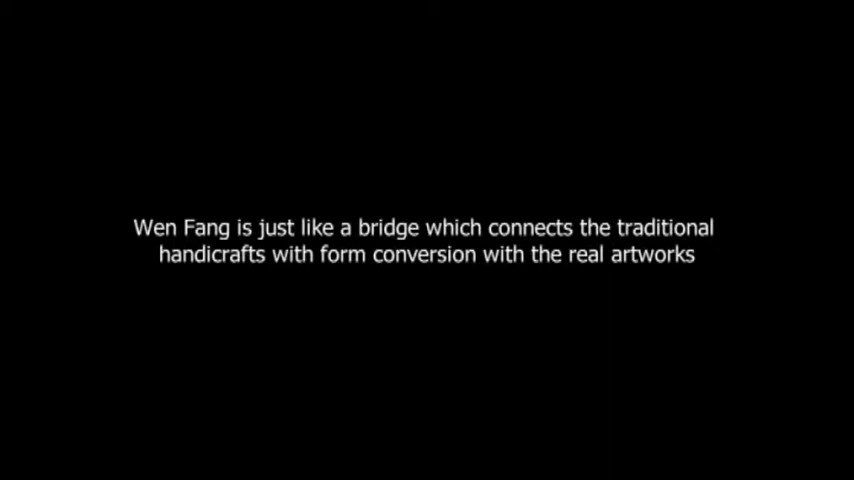 Wen Fang is just like a bridge which connects the traditional
handicrafts with form conversion with the real artworks